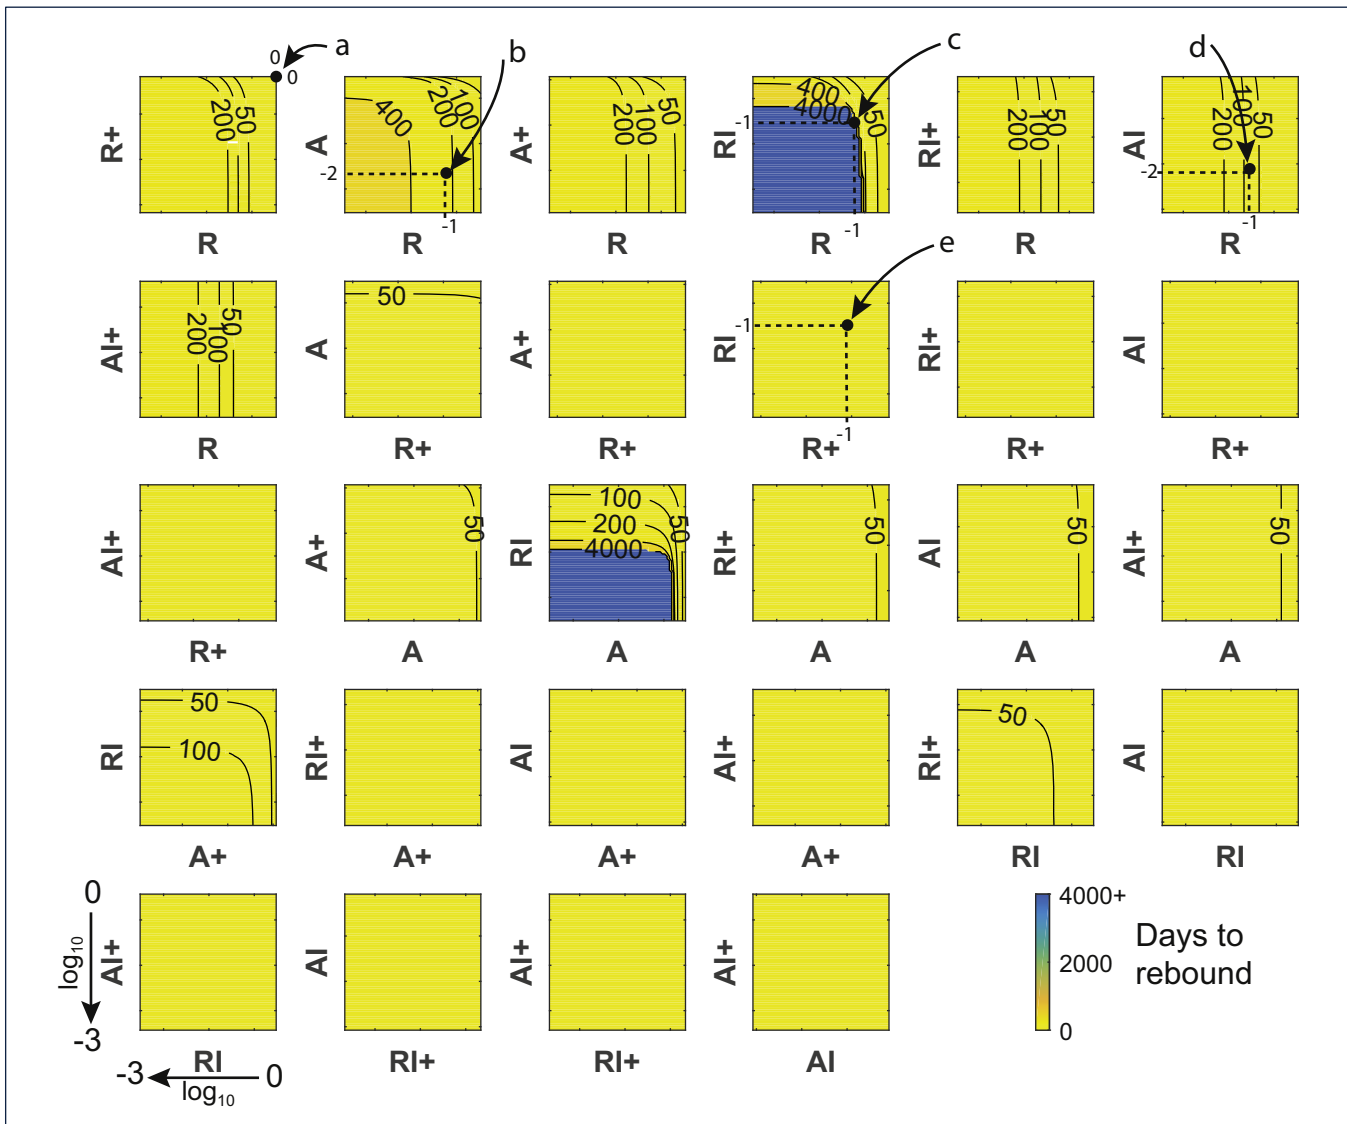 a
b
c
d
0
0
R+
200
50
R
A
400
200
100
-2
-1
R
A+
200
100
50
R
RI
400
4000
50
-1
-1
R
RI+
200
100
50
R
AI
200
100
50
-2
-1
R
e
AI+
200
100
50
R
A
50
R+
A+
R+
RI
-1
-1
R+
RI+
R+
AI
R+
AI+
R+
A+
50
A
RI
100
200
4000
50
A
RI+
50
A
AI
50
A
AI+
50
A
RI
50
100
A+
RI+
A+
AI
A+
AI+
A+
RI+
50
RI
AI
RI
0
log10
-3
AI+
RI
-3
0
log10
AI
RI+
AI+
RI+
AI+
AI
4000+
2000
0
Days to
rebound